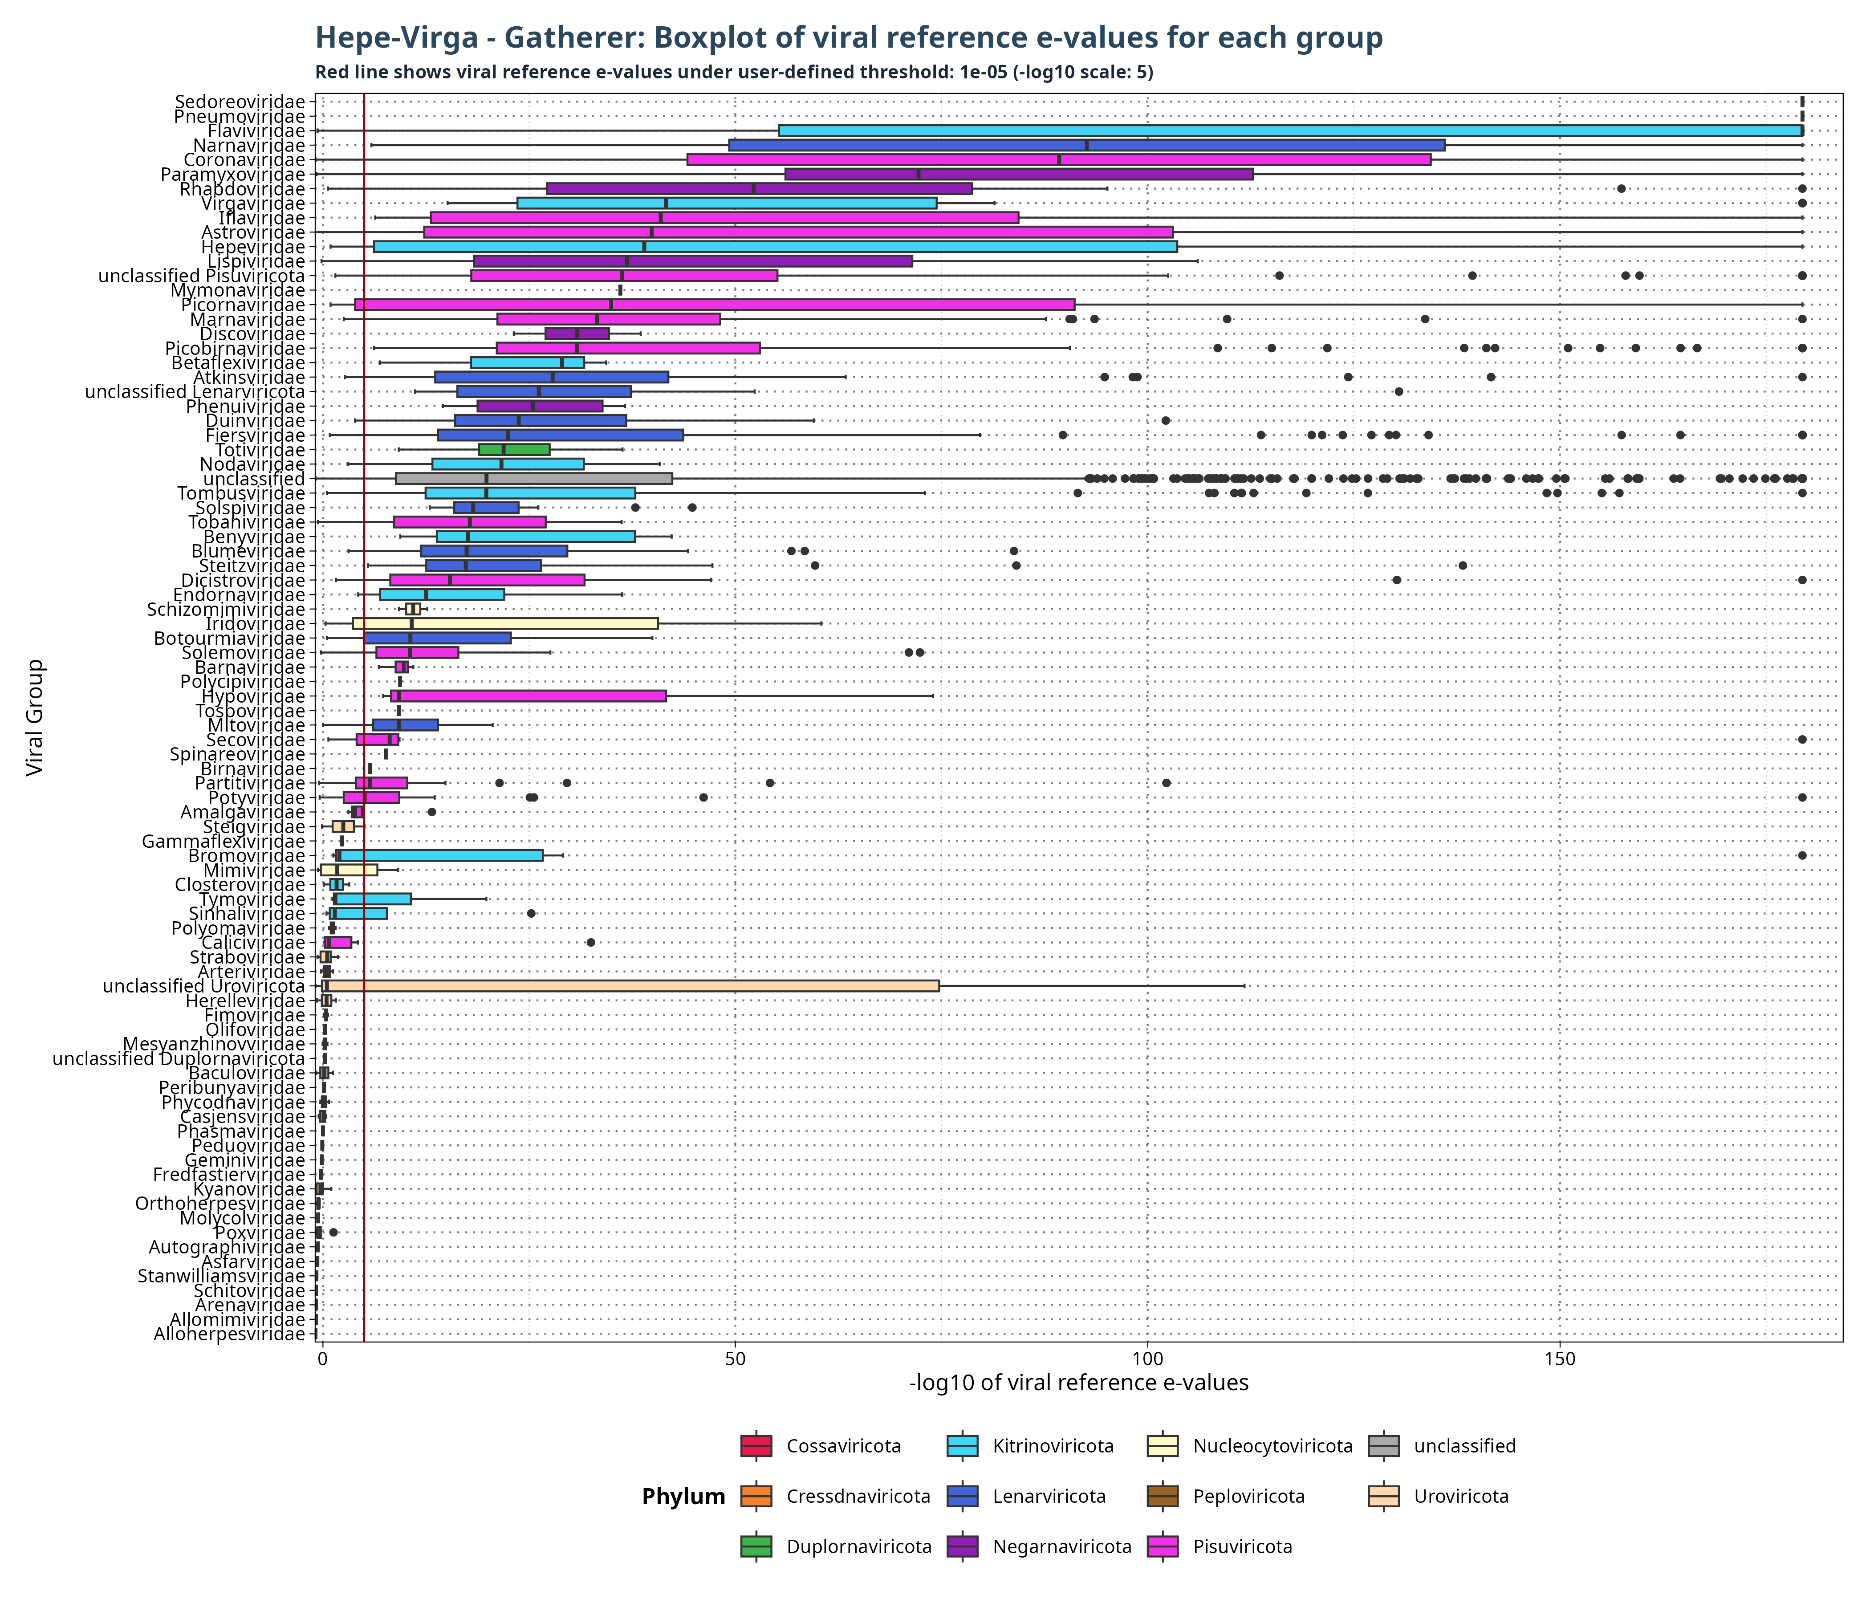 Hepe-Virga - Gatherer: Boxplot of viral reference e-values for each group
Red line shows viral reference e-values under user-defined threshold: 1e-05 (-log10 scale: 5)
Viral Group
Sedoreoviridae
Pneumoviridae
Flaviviridae
Narnaviridae
Coronaviridae
Paramyxoviridae
Rhabdoviridae
Virgaviridae
Iflaviridae
Astroviridae
Hepeviridae
Lispiviridae
unclassified Pisuviricota
Mymonaviridae
Picornaviridae
Marnaviridae
Discoviridae
Picobirnaviridae
Betaflexiviridae
Atkinsviridae
unclassified Lenarviricota
Phenuiviridae
Duinviridae
Fiersviridae
Totiviridae
Nodaviridae
unclassified
Tombusviridae
Solspiviridae
Tobaniviridae
Benyviridae
Blumeviridae
Steitzviridae
Dicistroviridae
Endornaviridae
Schizomimiviridae
Iridoviridae
Botourmiaviridae
Solemoviridae
Barnaviridae
Polycipiviridae
Hypoviridae
Tospoviridae
Mitoviridae
Secoviridae
Spinareoviridae
Birnaviridae
Partitiviridae
Potyviridae
Amalgaviridae
Steigviridae
Gammaflexiviridae
Bromoviridae
Mimiviridae
Closteroviridae
Tymoviridae
Sinhaliviridae
Polyomaviridae
Caliciviridae
Straboviridae
Arteriviridae
unclassified Uroviricota
Herelleviridae
Fimoviridae
Olifoviridae
Mesyanzhinovviridae
unclassified Duplornaviricota
Baculoviridae
Peribunyaviridae
Phycodnaviridae
Casjensviridae
Phasmaviridae
Peduoviridae
Geminiviridae
Fredfastierviridae
Kyanoviridae
Orthoherpesviridae
Molycolviridae
Poxviridae
Autographiviridae
Asfarviridae
Stanwilliamsviridae
Schitoviridae
Arenaviridae
Allomimiviridae
Alloherpesviridae
0 50 100 150
-log10 of viral reference e-values
Phylum
Cossaviricota Kitrinoviricota Nucleocytoviricota unclassified
Cressdnaviricota Lenarviricota Peploviricota Uroviricota
Duplornaviricota Negarnaviricota Pisuviricota